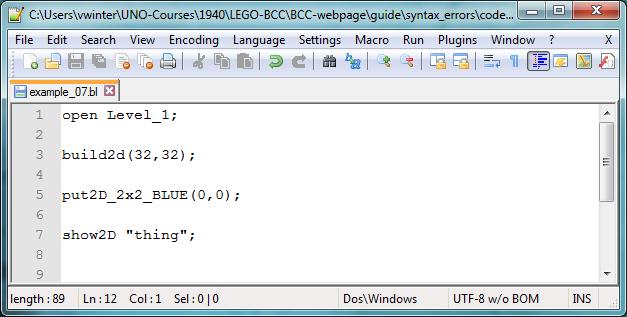 C:\Users\vwinter\UNO-Courses\1940\LEGO-BCC\BCC-webpage\guide\syntax_errors\code...
File Edit Search View Encoding Language Settings Macro Run Plugins Window ? X
example_07.bl
1 open Level_1;
2
3 build2d(32,32);
4
5 put2D_2x2_BLUE(0,0);
6
7 show2D "thing";
8
9
length : 89 Ln : 12 Col : 1 Sel : 0 | 0 Dos\Windows UTF-8 w/o BOM INS